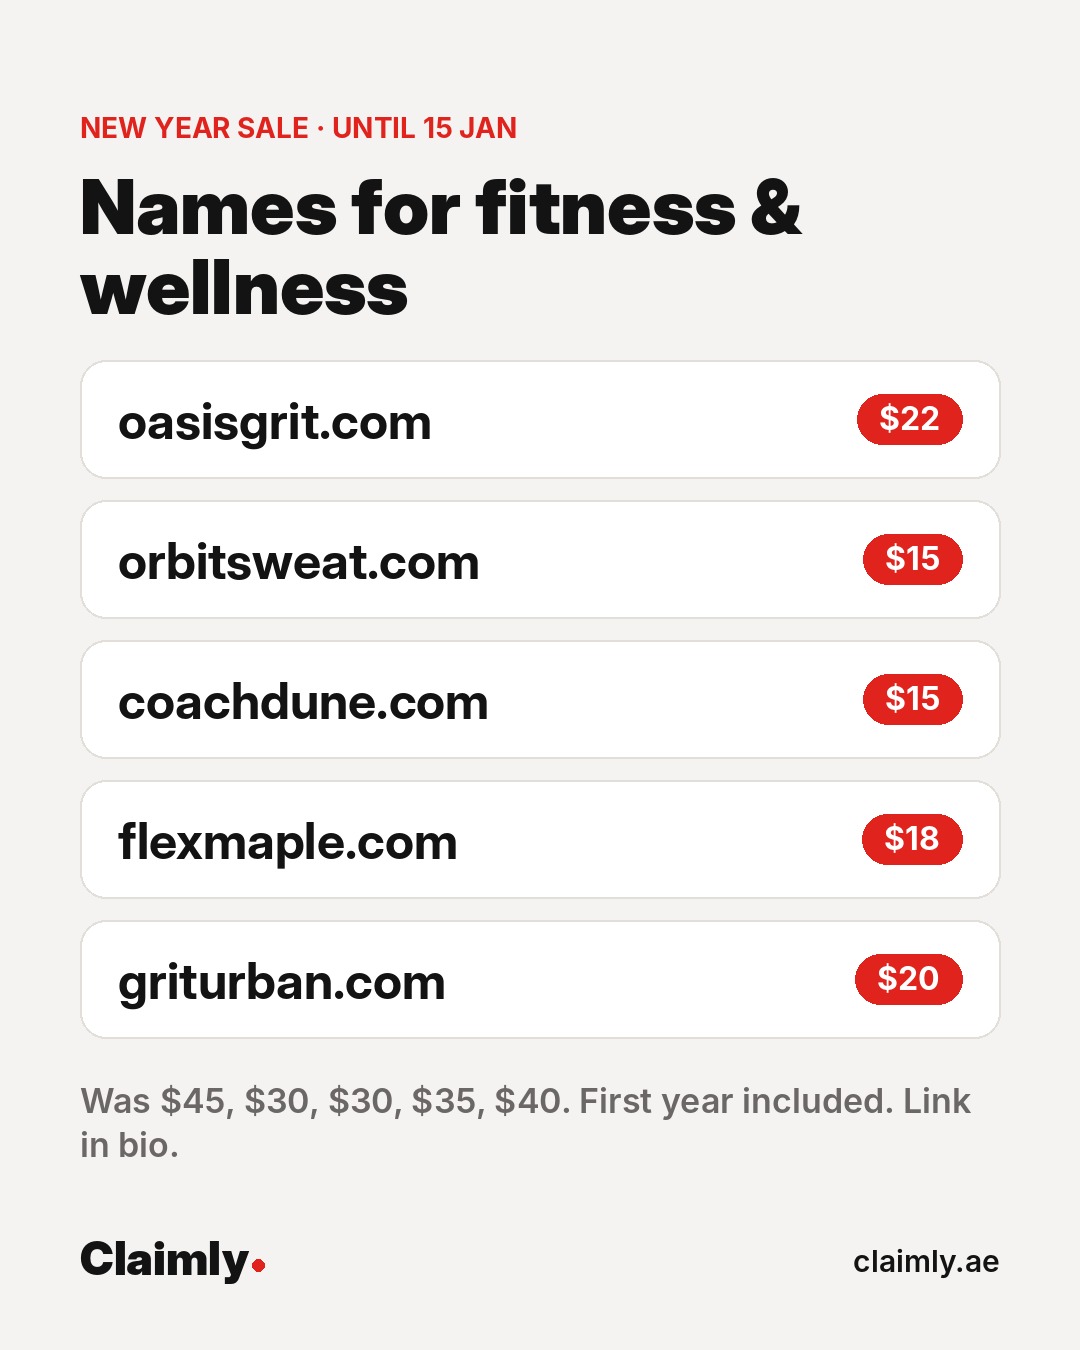 NEW YEAR SALE · UNTIL 15 JAN
Names for fitness &
wellness
oasisgrit.com $22
orbitsweat.com $15
coachdune.com $15
flexmaple.com $18
griturban.com $20
Was $45, $30, $30, $35, $40. First year included. Link
in bio.
Claimly. claimly.ae